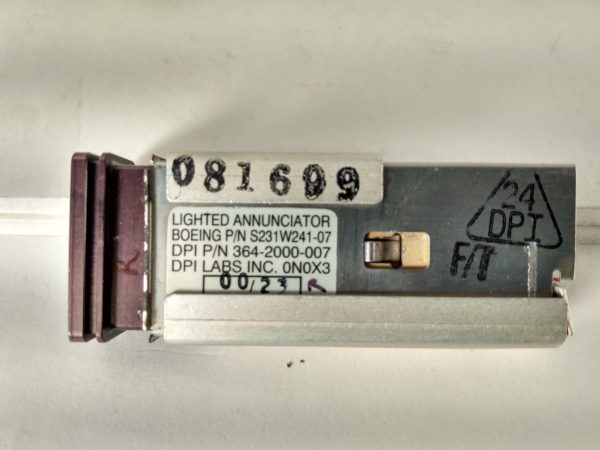 081699
LIGHTED ANNUNCIATOR
BOEING P/N S231W241-07
DPI P/N 364-2000-007
DPI LABS INC. 0N0X3
00/23
24
DPI
F/T
K